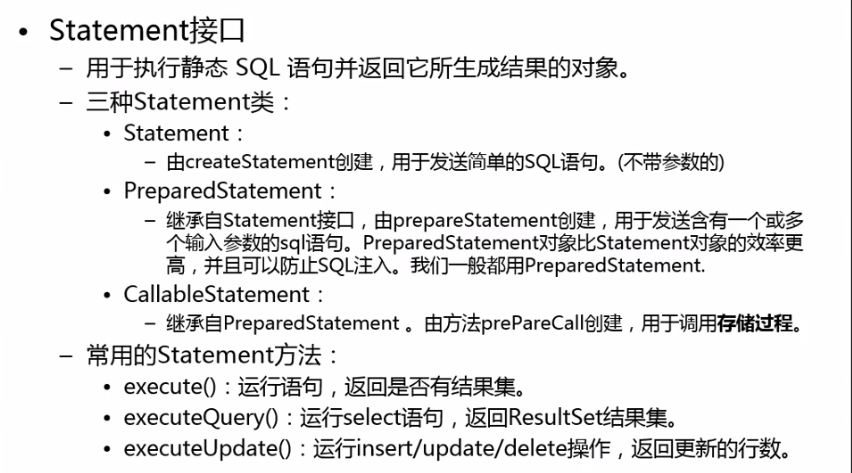 • Statement接口
– 用于执行静态 SQL 语句并返回它所生成结果的对象。
– 三种Statement类：
• Statement：
– 由createStatement创建，用于发送简单的SQL语句。(不带参数的)
• PreparedStatement：
– 继承自Statement接口，由prepareStatement创建，用于发送含有一个或多
个输入参数的sql语句。PreparedStatement对象比Statement对象的效率更
高，并且可以防止SQL注入。我们一般都用PreparedStatement.
• CallableStatement：
– 继承自PreparedStatement 。由方法prePareCall创建，用于调用存储过程。
– 常用的Statement方法：
• execute()：运行语句，返回是否有结果集。
• executeQuery()：运行select语句，返回ResultSet结果集。
• executeUpdate()：运行insert/update/delete操作，返回更新的行数。